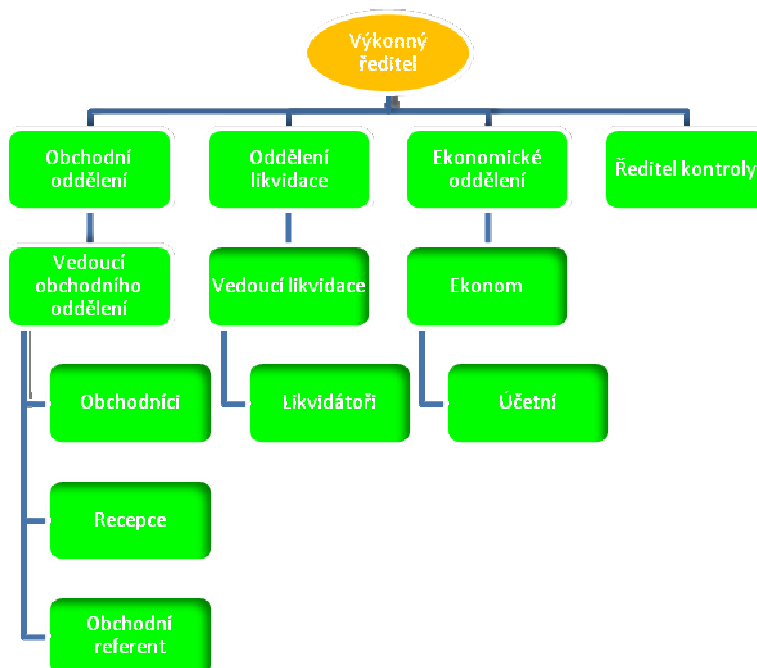 Výkonný
ředitel
Obchodní
oddělení
Oddělení
likvidace
Ekonomické
oddělení
Ředitel kontroly
Vedoucí
obchodního
oddělení
Vedoucí likvidace
Ekonom
Obchodníci
Likvidátoři
Účetní
Recepce
Obchodní
referent